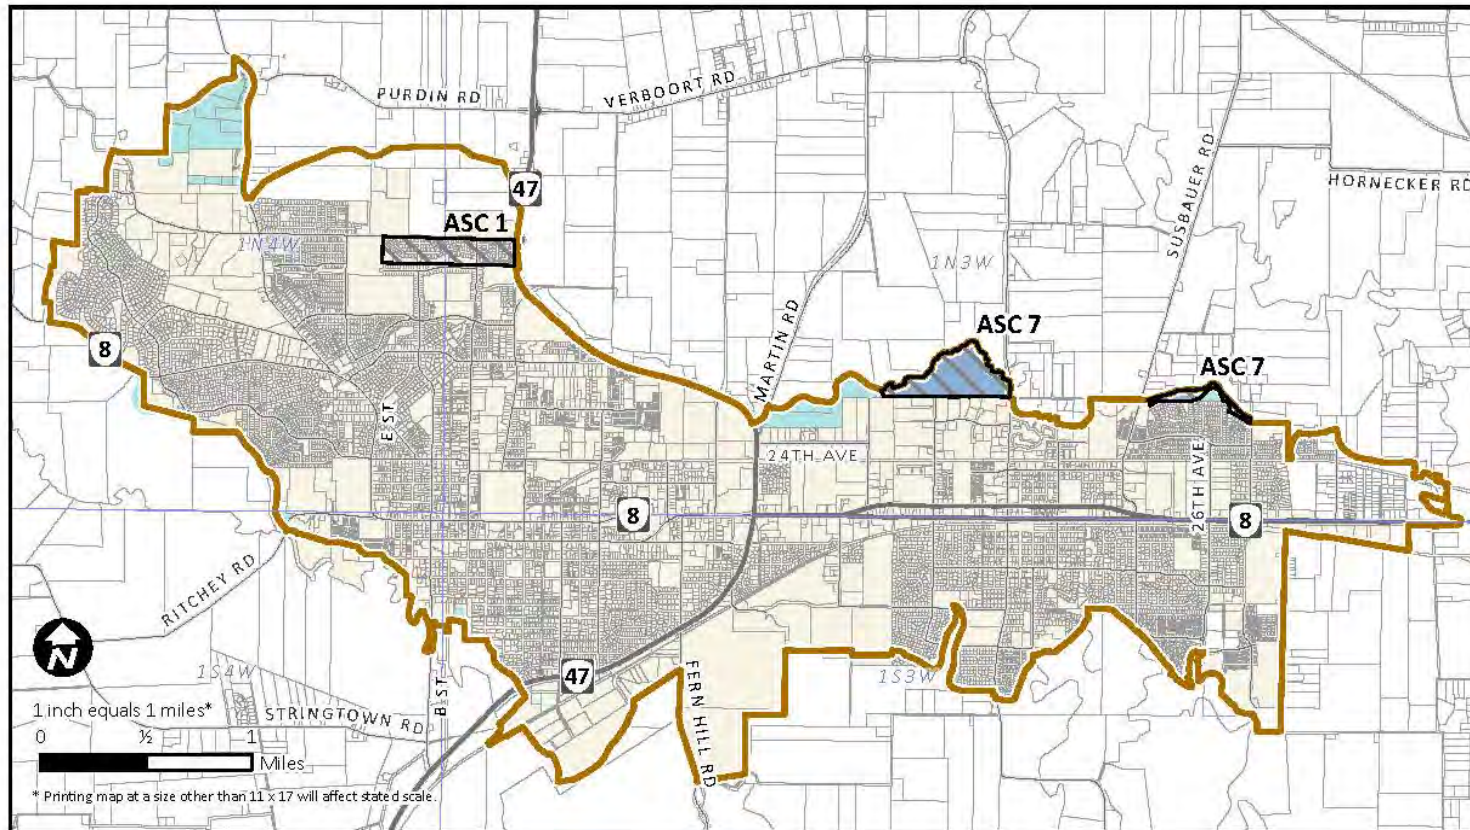 PURDIN RD
VERBOORT RD
SUSBAUER RD
HORNECKER RD
47
ASC 1
1N4W
1N3W
MARTIN RD
ASC 7
ASC 7
8
E ST
24TH AVE
26TH AVE
8
8
RITCHEY RD
N
1S4W
47
1S3W
B ST
FERN HILL RD
STRINGTOWN RD
1 inch equals 1 miles*
0 ½ 1
Miles
* Printing map at a size other than 11 x 17 will affect stated scale.